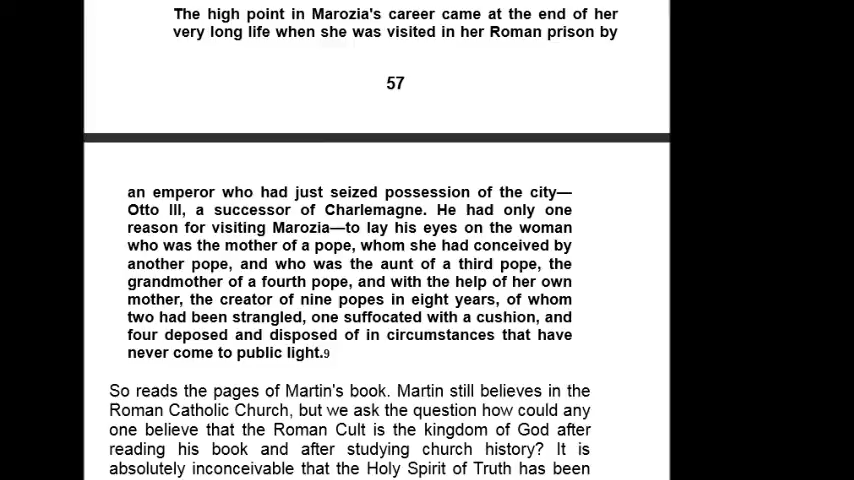 The high point in Marozia's career came at the end of her
very long life when she was visited in her Roman prison by
57
an emperor who had just seized possession of the city—
Otto III, a successor of Charlemagne. He had only one
reason for visiting Marozia—to lay his eyes on the woman
who was the mother of a pope, whom she had conceived by
another pope, and who was the aunt of a third pope, the
grandmother of a fourth pope, and with the help of her own
mother, the creator of nine popes in eight years, of whom
two had been strangled, one suffocated with a cushion, and
four deposed and disposed of in circumstances that have
never come to public light.9
So reads the pages of Martin's book. Martin still believes in the
Roman Catholic Church, but we ask the question how could any
one believe that the Roman Cult is the kingdom of God after
reading his book and after studying church history? It is
absolutely inconceivable that the Holy Spirit of Truth has been